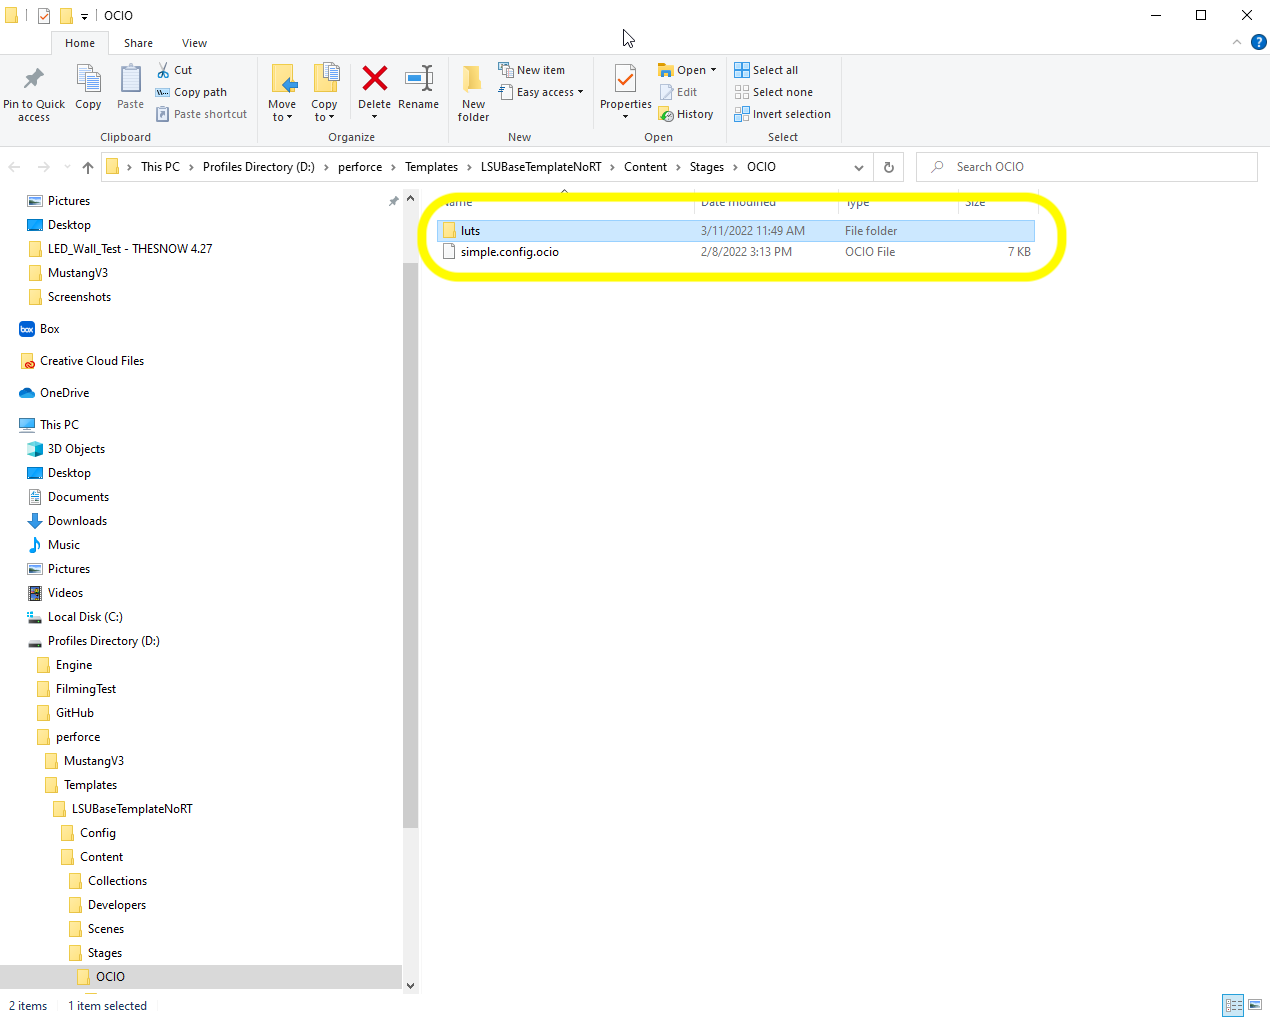 OCIO
Home Share View
Pin to Quick access
Copy
Paste
Cut
Copy path
Paste shortcut
Clipboard
Move to
Copy to
Delete
Rename
Organize
New folder
New item
Easy access
New
Properties
Open
Edit
History
Open
Select all
Select none
Invert selection
Select
This PC > Profiles Directory (D:) > perforce > Templates > LSUBaseTemplateNoRT > Content > Stages > OCIO
Search OCIO
Pictures
Desktop
LED_Wall_Test - THESNOW 4.27
MustangV3
Screenshots
box Box
Creative Cloud Files
OneDrive
This PC
3D Objects
Desktop
Documents
Downloads
Music
Pictures
Videos
Local Disk (C:)
Profiles Directory (D:)
Engine
FilmingTest
GitHub
perforce
MustangV3
Templates
LSUBaseTemplateNoRT
Config
Content
Collections
Developers
Scenes
Stages
OCIO
Name Date modified Type Size
luts 3/11/2022 11:49 AM File folder
simple.config.ocio 2/8/2022 3:13 PM OCIO File 7 KB
2 items 1 item selected